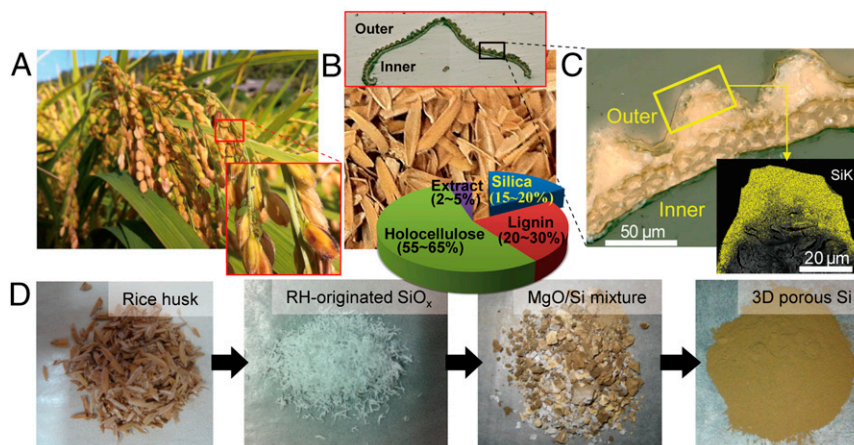 A
B
Outer
Inner
C
Outer
Inner
50 µm
SiK
20 µm
Extract
(2~5%)
Silica
(15~20%)
Holocellulose
(55~65%)
Lignin
(20~30%)
D
Rice husk
RH-originated SiOₓ
MgO/Si mixture
3D porous Si